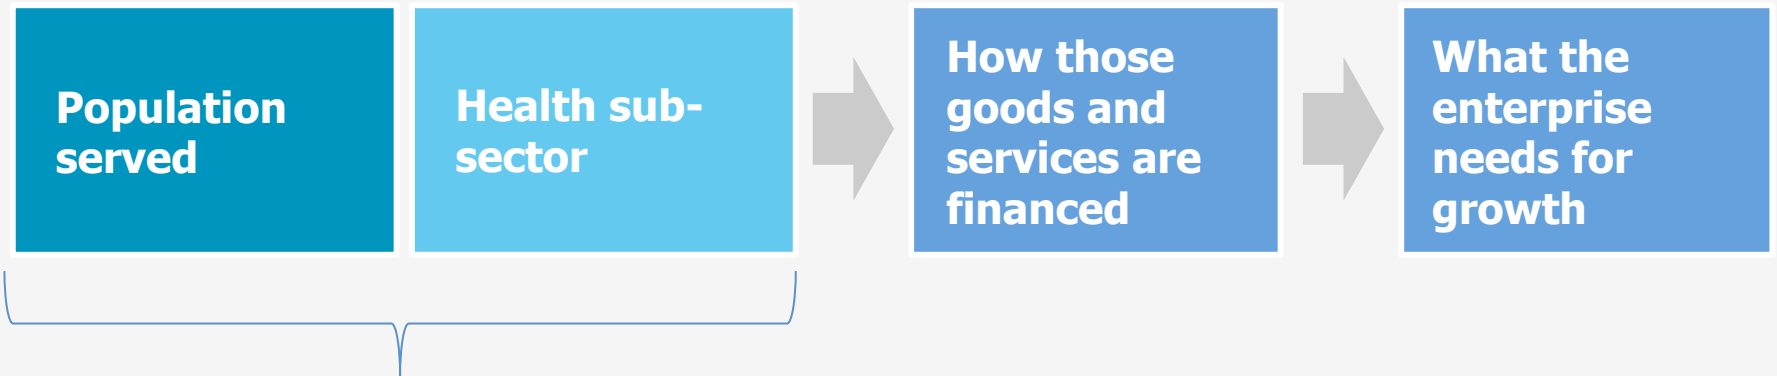 Population
served
Health sub-
sector
How those
goods and
services are
financed
What the
enterprise
needs for
growth